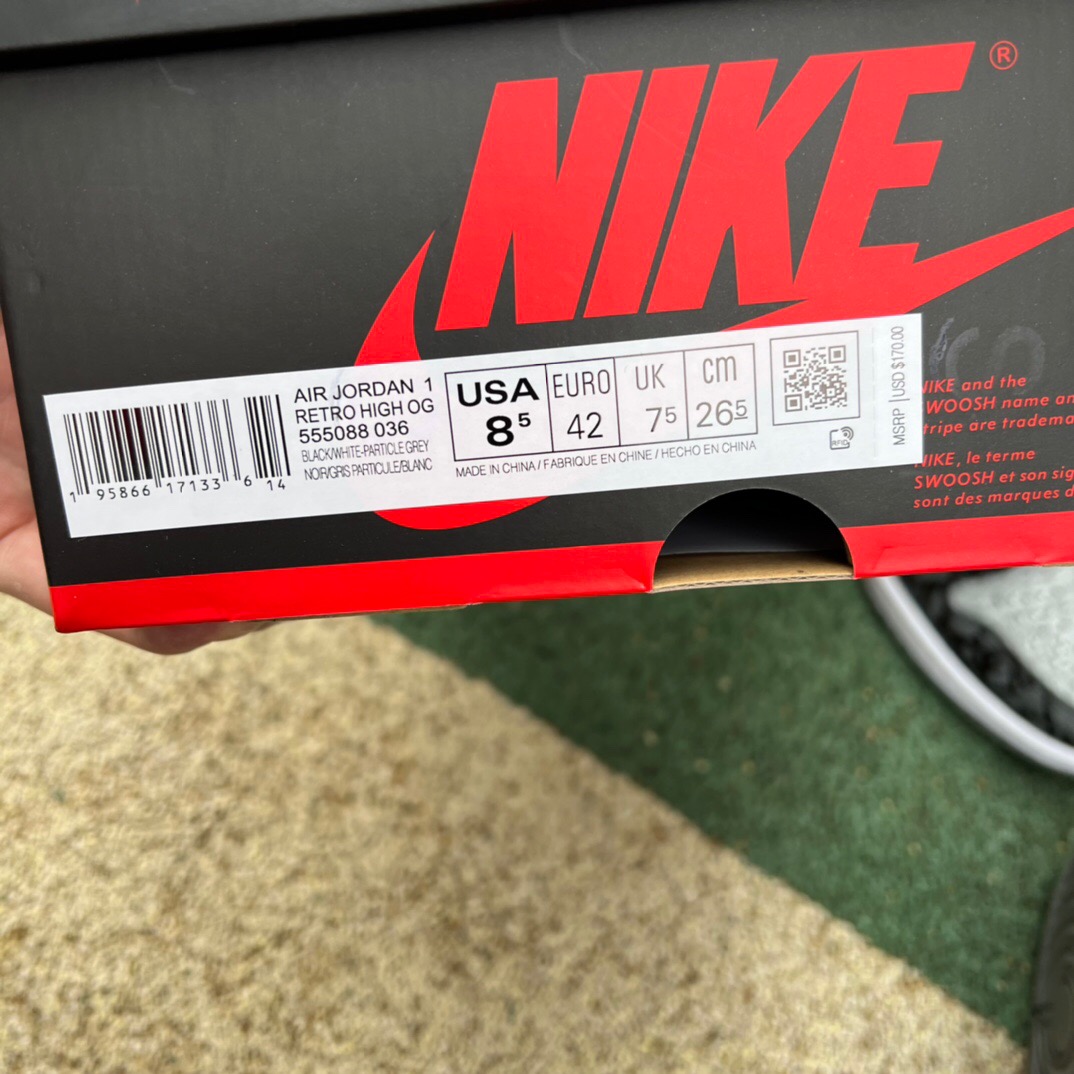 NIKE®
AIR JORDAN 1
RETRO HIGH OG
555088 036
BLACK/WHITE-PARTICLE GREY
NOIR/GRIS PARTICULE/BLANC
1 95866 17133 6 14
USA
8⁵
EURO
42
UK
7⁵
cm
26⁵
MADE IN CHINA / FABRIQUE EN CHINE / HECHO EN CHINA
RFID
MSRP | USD $170.00
NIKE and the
SWOOSH name an
tripe are tradema
NIKE, le terme
SWOOSH et son sig
sont des marques d